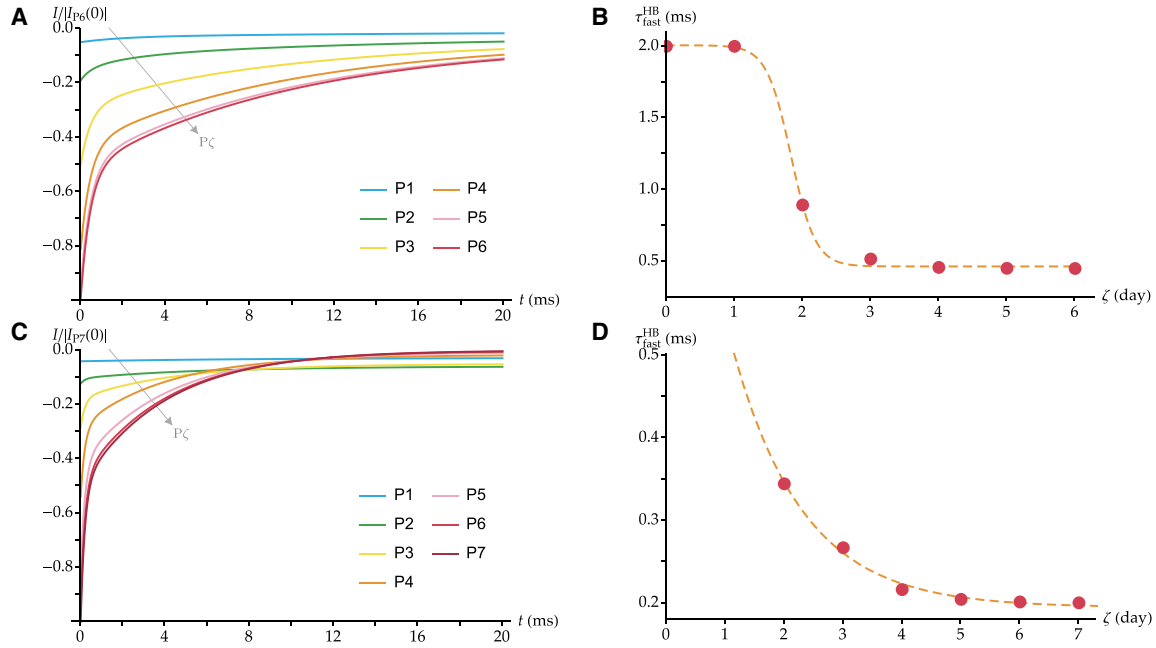 A
I/|I_P6(0)|
0.0
−0.2
−0.4
−0.6
−0.8
0
4
8
12
16
20
t (ms)
Pζ
P1 P4
P2 P5
P3 P6
B
τ_fast^HB (ms)
2.0
1.5
1.0
0.5
0
1
2
3
4
5
6
ζ (day)
C
I/|I_P7(0)|
0.0
−0.2
−0.4
−0.6
−0.8
0
4
8
12
16
20
t (ms)
Pζ
P1 P5
P2 P6
P3 P7
P4
D
τ_fast^HB (ms)
0.5
0.4
0.3
0.2
0
1
2
3
4
5
6
7
ζ (day)